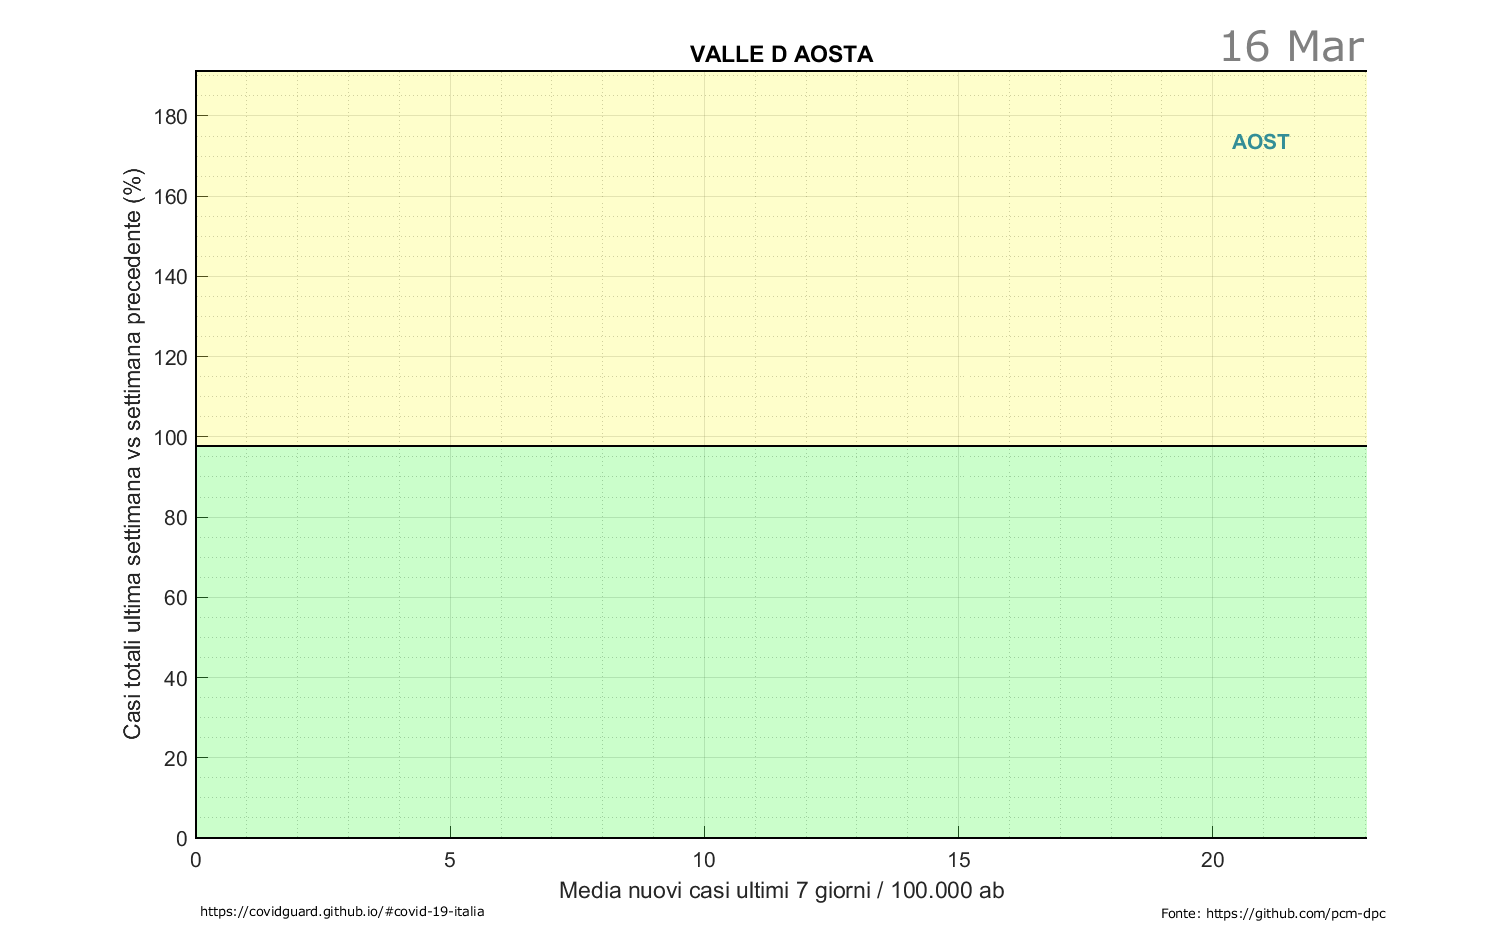 VALLE D AOSTA
16 Mar
180
160
140
120
100
80
60
40
20
0
AOST
Casi totali ultima settimana vs settimana precedente (%)
0 5 10 15 20
Media nuovi casi ultimi 7 giorni / 100.000 ab
https://covidguard.github.io/#covid-19-italia
Fonte: https://github.com/pcm-dpc